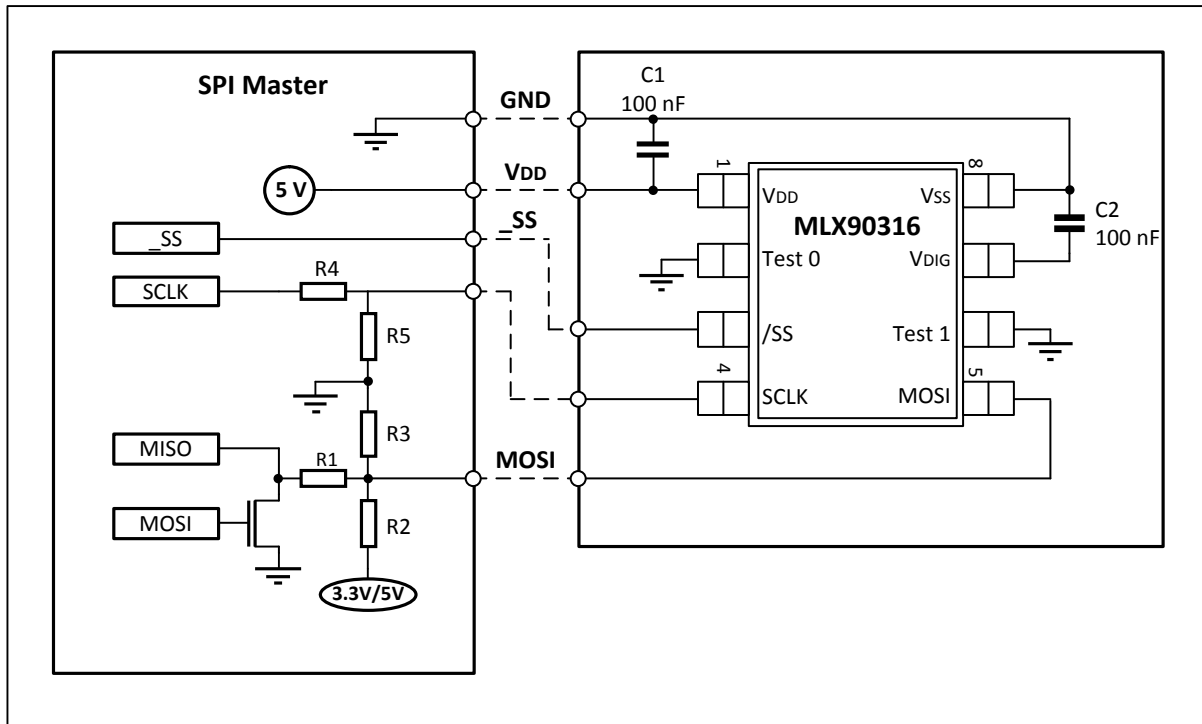 SPI Master
GND
VDD
5 V
_SS
_SS
SCLK
R4
R5
R3
MISO
R1
MOSI
MOSI
R2
3.3V/5V
C1
100 nF
1
8
VDD
VSS
MLX90316
C2
100 nF
Test 0
VDIG
/SS
Test 1
4
5
SCLK
MOSI